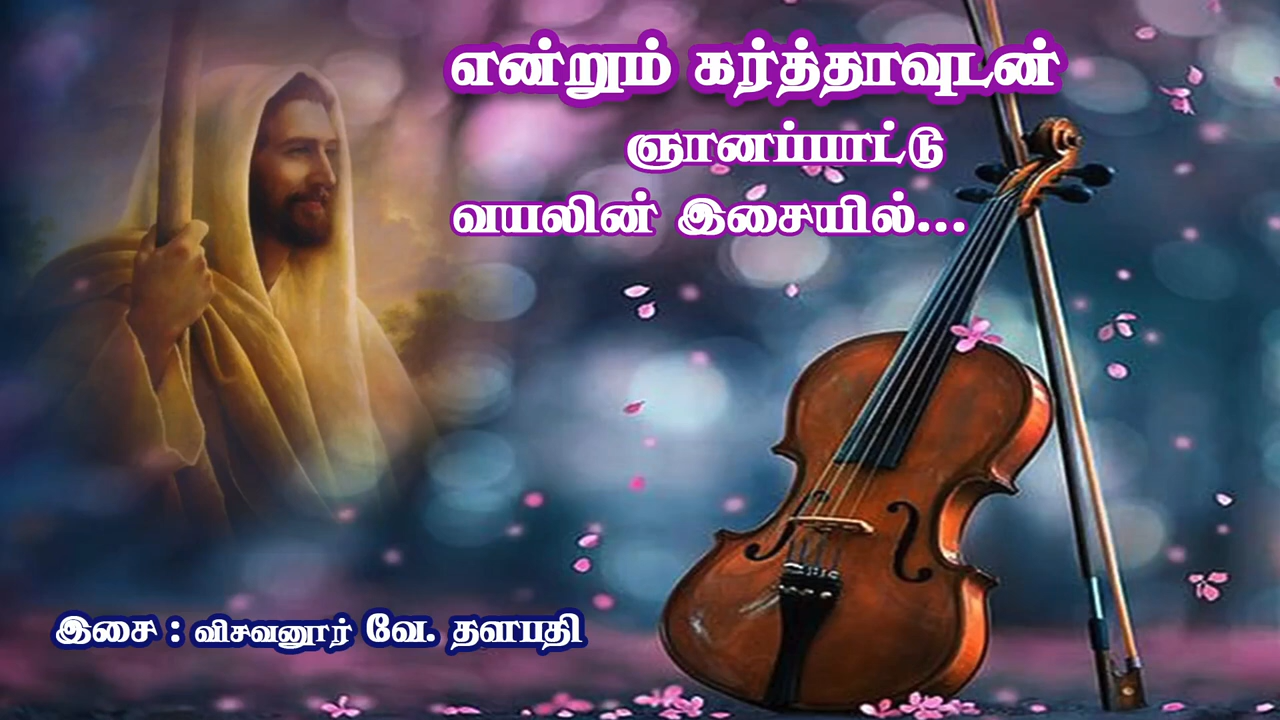 என்றும் கர்த்தாவுடன்
ஞானப்பாட்டு
வயலின் இசையில்...
இசை : விசவனூர் வே. தளபதி